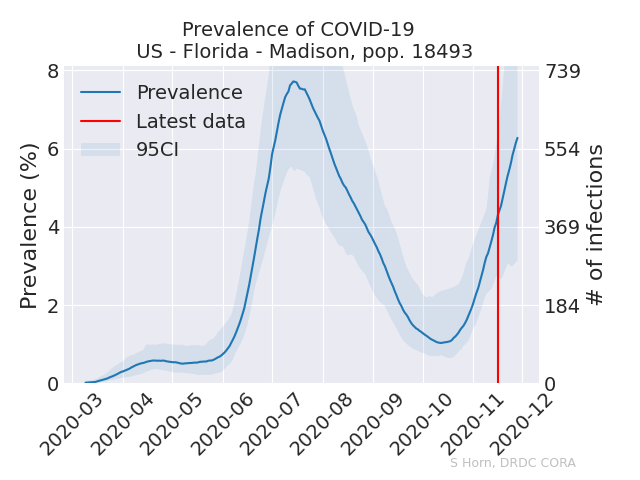 Prevalence of COVID-19
US - Florida - Madison, pop. 18493
Prevalence (%)
8
6
4
2
0
Prevalence
Latest data
95CI
739
554
369
184
0
# of infections
2020-03
2020-04
2020-05
2020-06
2020-07
2020-08
2020-09
2020-10
2020-11
2020-12
S Horn, DRDC CORA